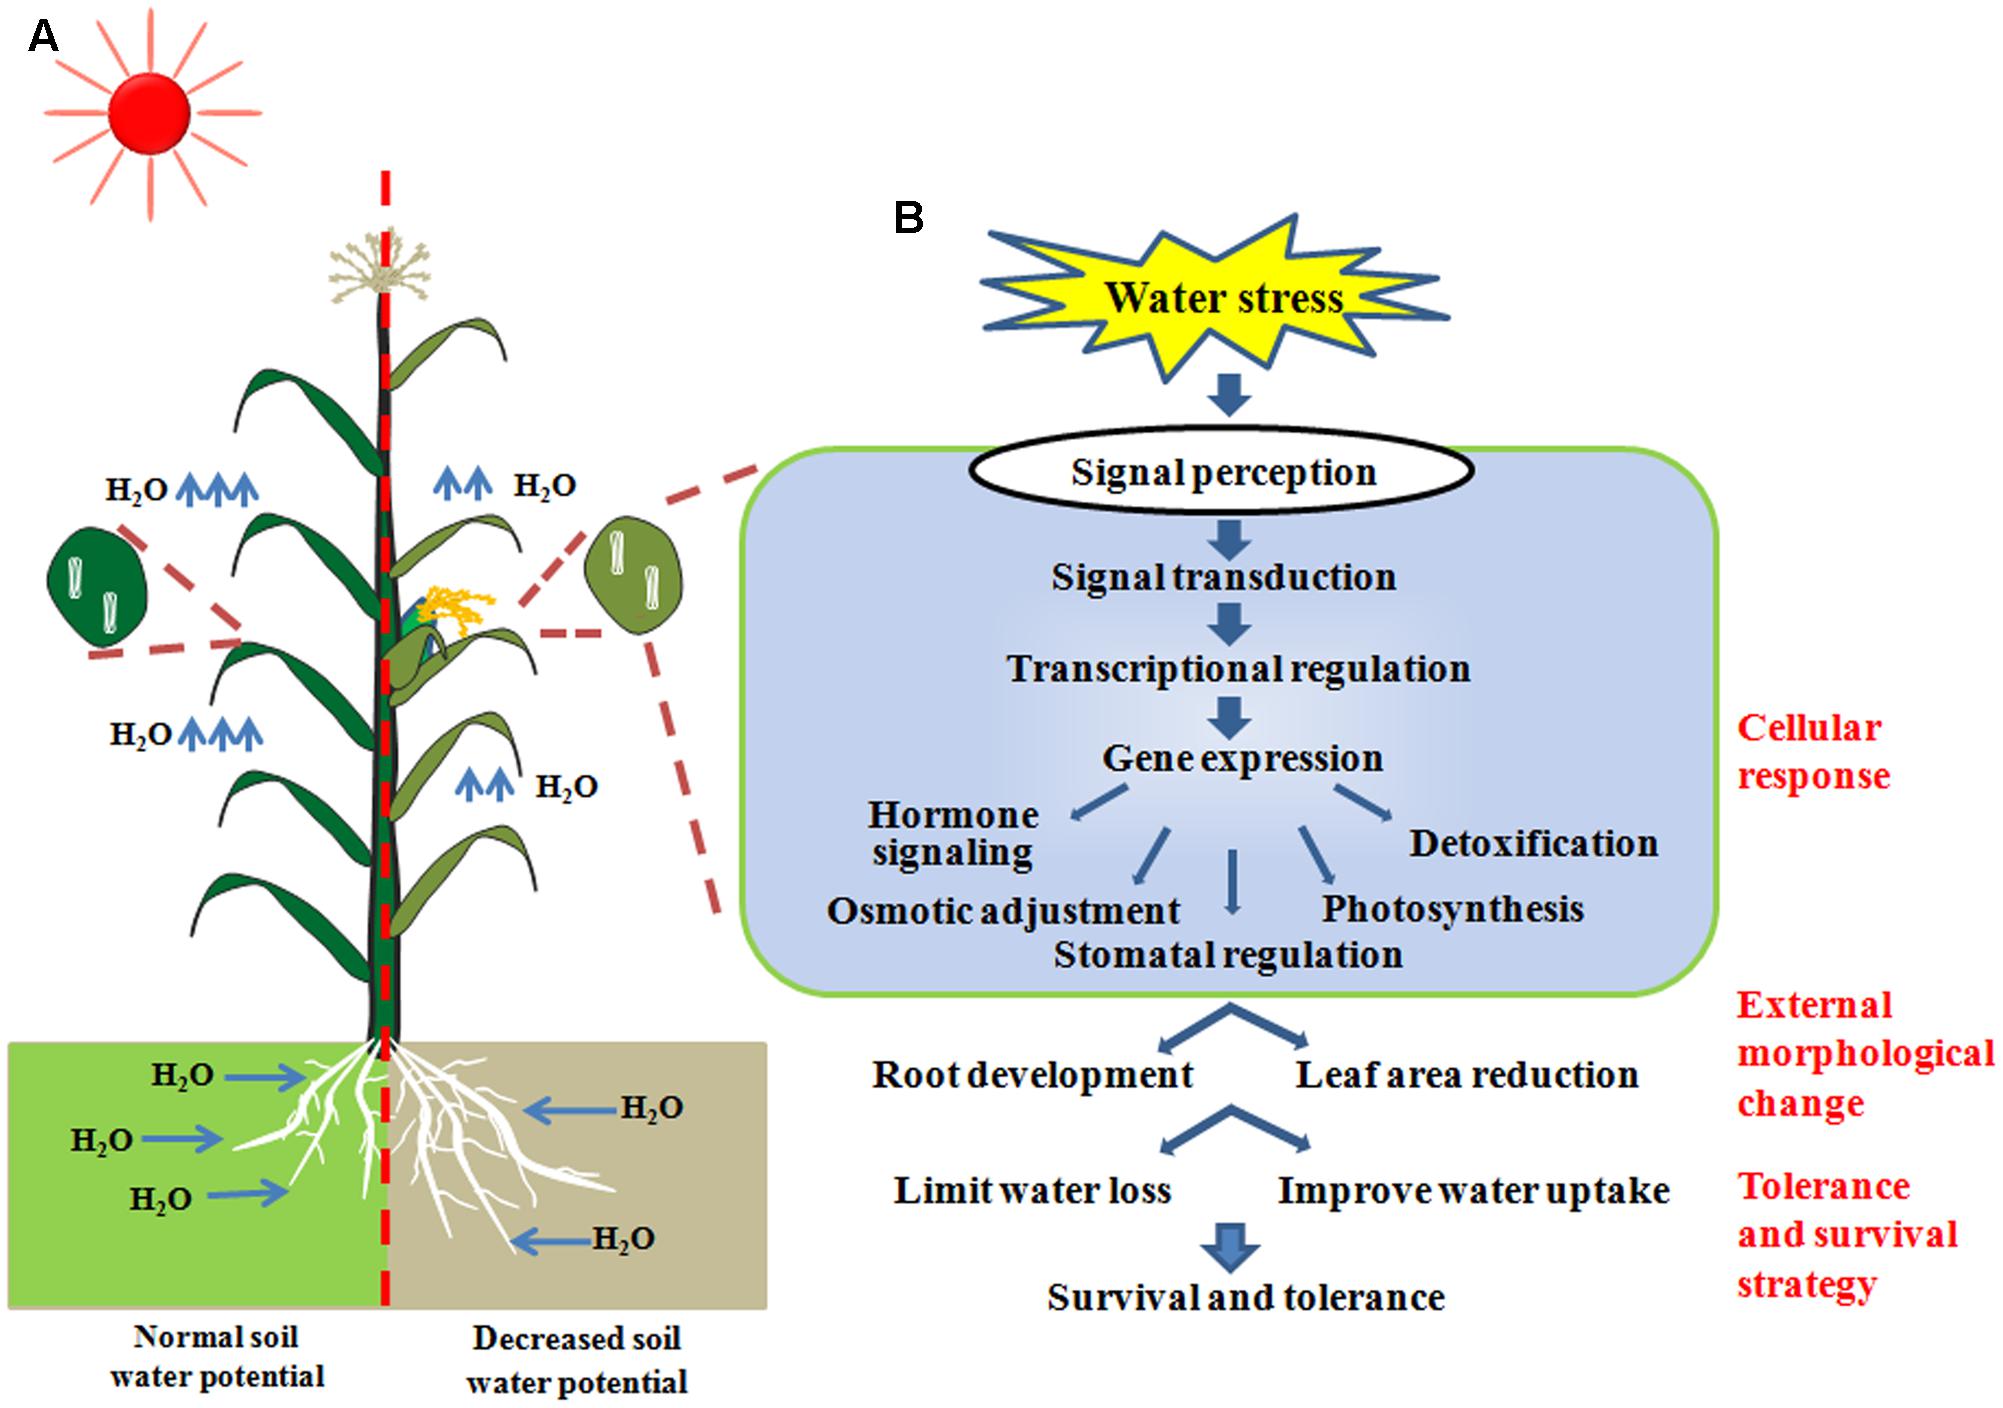 A
H₂O
H₂O
H₂O
H₂O
H₂O
H₂O
H₂O
H₂O
H₂O
Normal soil
water potential
Decreased soil
water potential
B
Water stress
Signal perception
Signal transduction
Transcriptional regulation
Gene expression
Hormone
signaling
Osmotic adjustment
Stomatal regulation
Photosynthesis
Detoxification
Cellular
response
Root development
Leaf area reduction
External
morphological
change
Limit water loss
Improve water uptake
Survival and tolerance
Tolerance
and survival
strategy